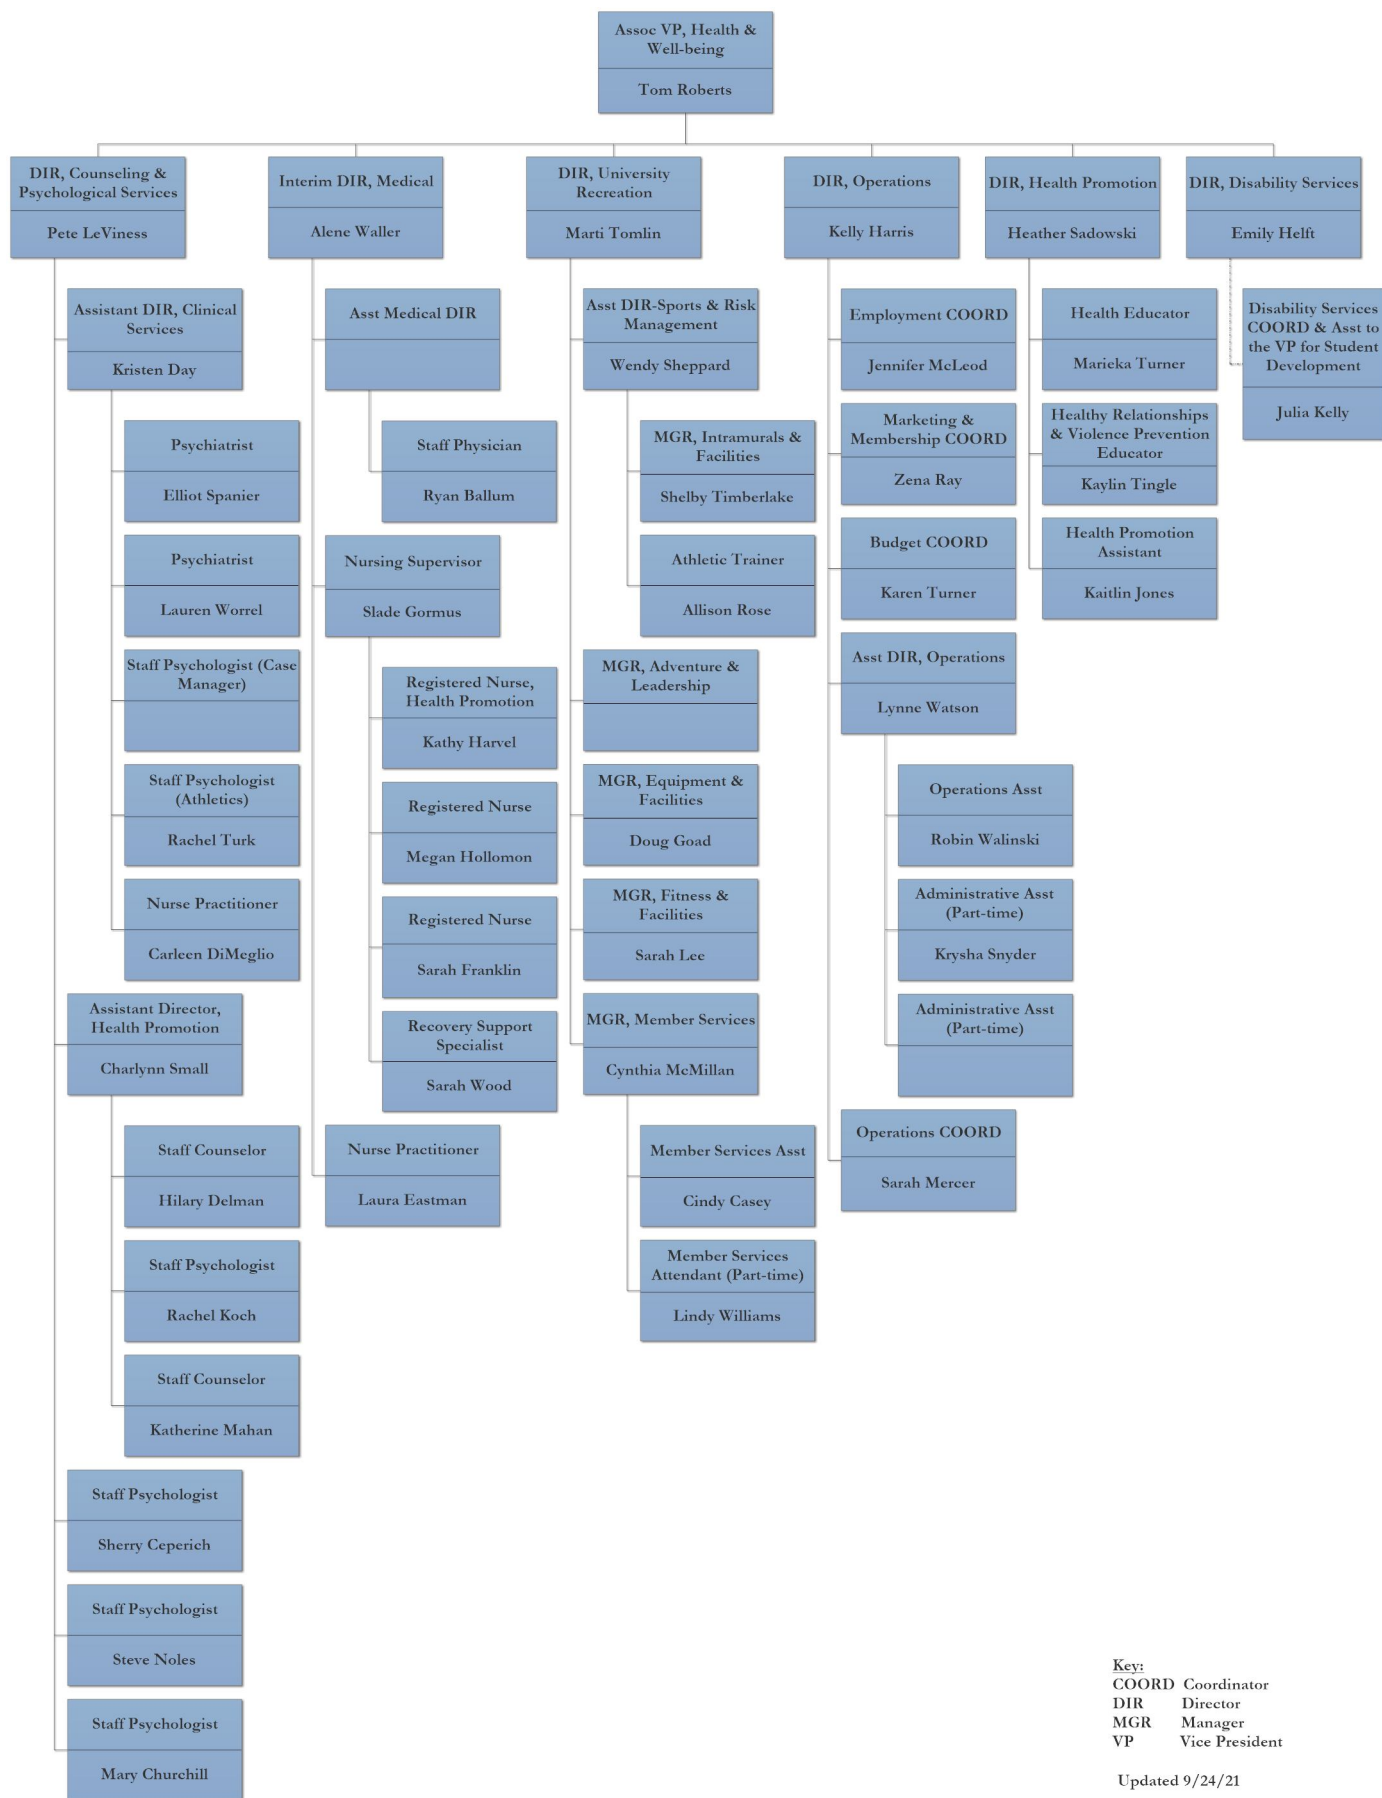 Assoc VP, Health &
Well-being
Tom Roberts
DIR, Counseling &
Psychological Services
Pete LeViness
Assistant DIR, Clinical
Services
Kristen Day
Psychiatrist
Elliot Spanier
Psychiatrist
Lauren Worrel
Staff Psychologist (Case
Manager)
Staff Psychologist
(Athletics)
Rachel Turk
Nurse Practitioner
Carleen DiMeglio
Assistant Director,
Health Promotion
Charlynn Small
Staff Counselor
Hilary Delman
Staff Psychologist
Rachel Koch
Staff Counselor
Katherine Mahan
Staff Psychologist
Sherry Ceperich
Staff Psychologist
Steve Noles
Staff Psychologist
Mary Churchill
Interim DIR, Medical
Alene Waller
Asst Medical DIR
Staff Physician
Ryan Ballum
Nursing Supervisor
Slade Gormus
Registered Nurse,
Health Promotion
Kathy Harvel
Registered Nurse
Megan Hollomon
Registered Nurse
Sarah Franklin
Recovery Support
Specialist
Sarah Wood
Nurse Practitioner
Laura Eastman
DIR, University
Recreation
Marti Tomlin
Asst DIR-Sports & Risk
Management
Wendy Sheppard
MGR, Intramurals &
Facilities
Shelby Timberlake
Athletic Trainer
Allison Rose
MGR, Adventure &
Leadership
MGR, Equipment &
Facilities
Doug Goad
MGR, Fitness &
Facilities
Sarah Lee
MGR, Member Services
Cynthia McMillan
Member Services Asst
Cindy Casey
Member Services
Attendant (Part-time)
Lindy Williams
DIR, Operations
Kelly Harris
Employment COORD
Jennifer McLeod
Marketing &
Membership COORD
Zena Ray
Budget COORD
Karen Turner
Asst DIR, Operations
Lynne Watson
Operations Asst
Robin Walinski
Administrative Asst
(Part-time)
Krysha Snyder
Administrative Asst
(Part-time)
Operations COORD
Sarah Mercer
DIR, Health Promotion
Heather Sadowski
Health Educator
Marieka Turner
Healthy Relationships
& Violence Prevention
Educator
Kaylin Tingle
Health Promotion
Assistant
Kaitlin Jones
DIR, Disability Services
Emily Helft
Disability Services
COORD & Asst to
the VP for Student
Development
Julia Kelly
Key:
COORD Coordinator
DIR Director
MGR Manager
VP Vice President
Updated 9/24/21